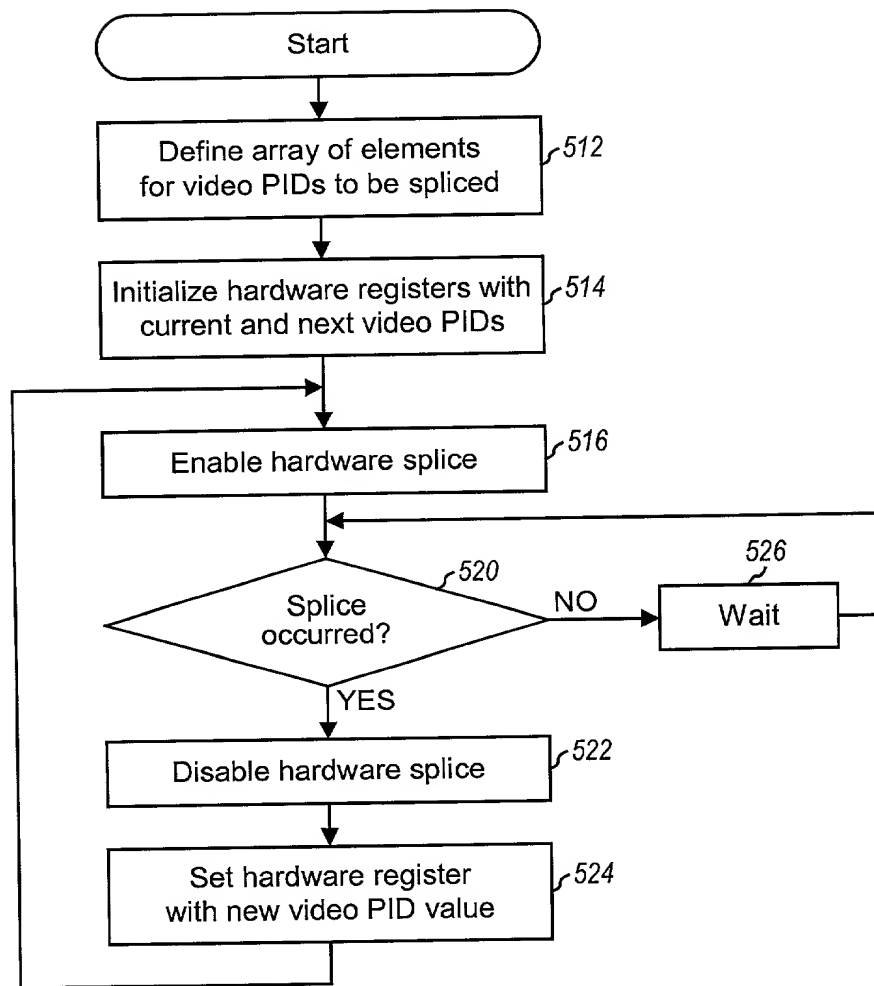 Start
Define array of elements
for video PIDs to be spliced
512
Initialize hardware registers with
current and next video PIDs
514
Enable hardware splice
516
520
Splice
occurred?
NO
526
Wait
YES
Disable hardware splice
522
Set hardware register
with new video PID value
524